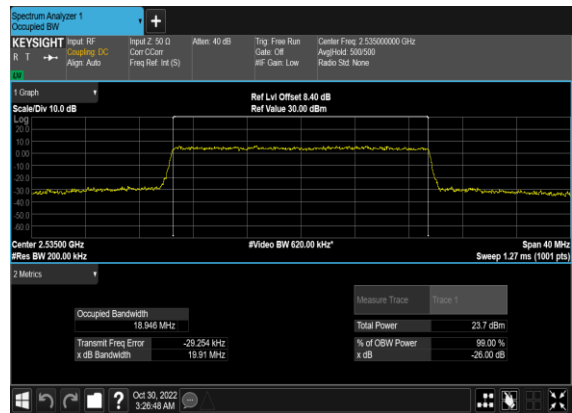 Spectrum Analyzer 1
Occupied BW
KEYSIGHT Input: RF Input Z: 50 Ω Atten: 40 dB Trig: Free Run Center Freq: 2.535000000 GHz
R T Coupling: DC Corr CCorr Gate: Off Avg|Hold: 500/500
Align: Auto Freq Ref: Int (S) #IF Gain: Low Radio Std: None
1 Graph
Ref Lvl Offset 8.40 dB
Scale/Div 10.0 dB Ref Value 30.00 dBm
Log
20.0
10.0
0.00
-10.0
-20.0
-30.0
-40.0
-50.0
-60.0
Center 2.53500 GHz #Video BW 620.00 kHz* Span 40 MHz
#Res BW 200.00 kHz Sweep 1.27 ms (1001 pts)
2 Metrics
Measure Trace Trace 1
Occupied Bandwidth
18.946 MHz Total Power 23.7 dBm
Transmit Freq Error -29.254 kHz % of OBW Power 99.00 %
x dB Bandwidth 19.91 MHz x dB -26.00 dB
? Oct 30, 2022
3:26:48 AM